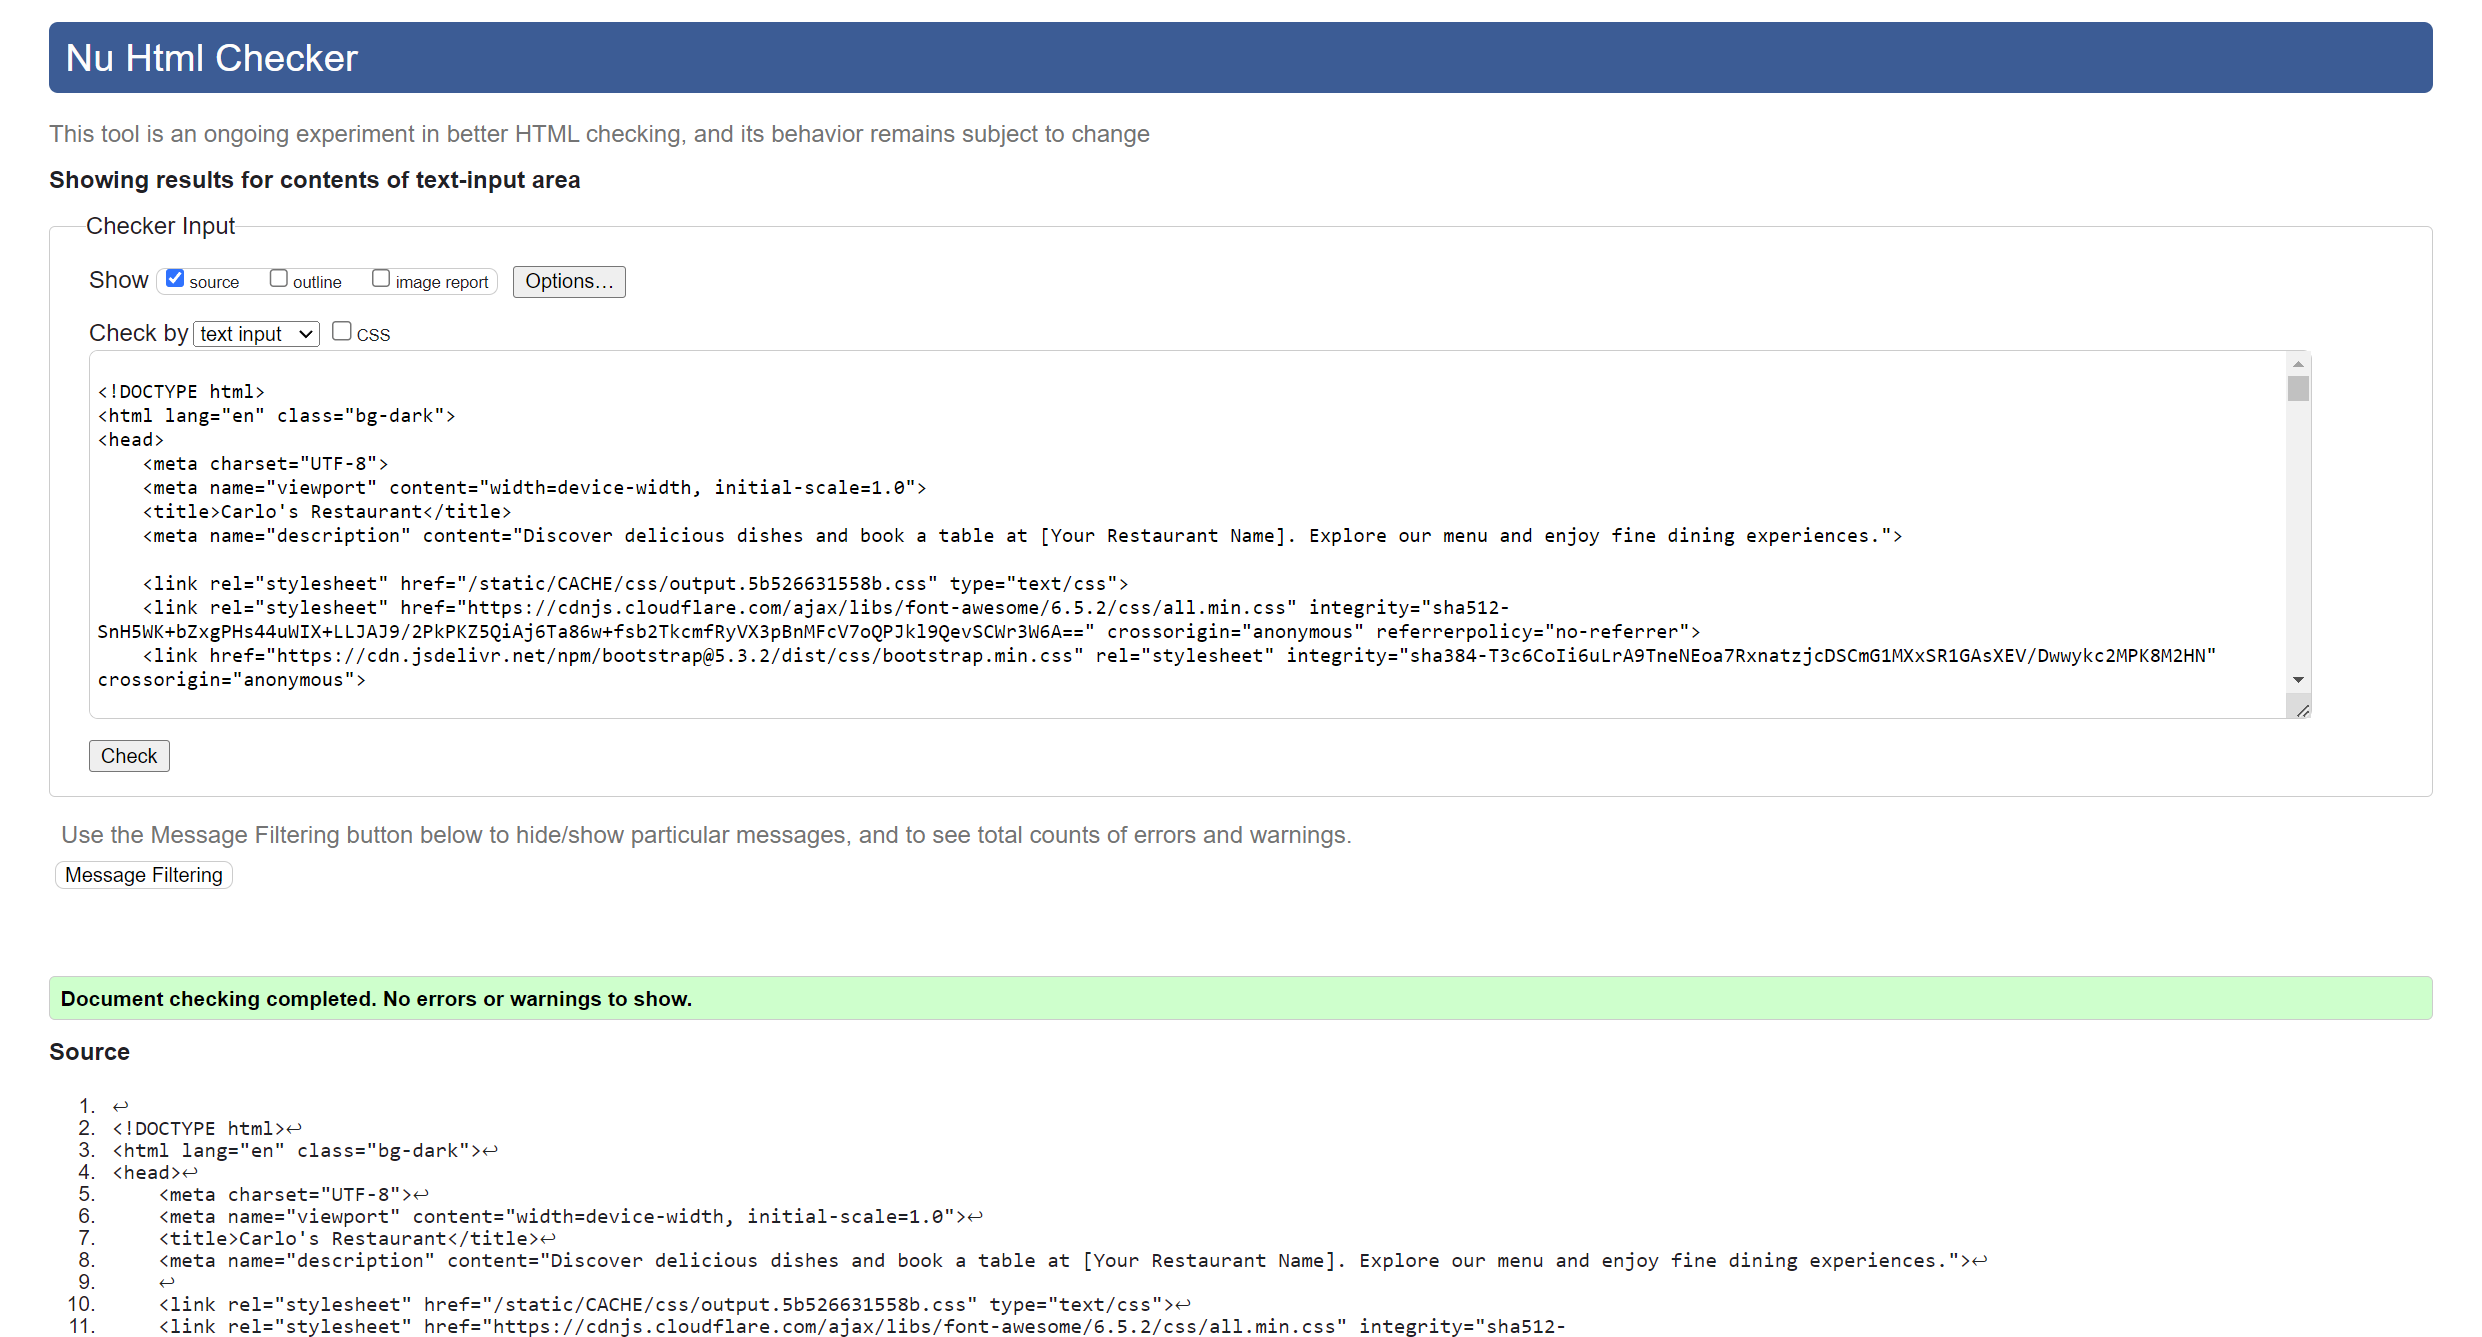 Nu Html Checker
This tool is an ongoing experiment in better HTML checking, and its behavior remains subject to change
Showing results for contents of text-input area
Checker Input
Show source outline image report Options...
Check by text input CSS
<!DOCTYPE html>
<html lang="en" class="bg-dark">
<head>
    <meta charset="UTF-8">
    <meta name="viewport" content="width=device-width, initial-scale=1.0">
    <title>Carlo's Restaurant</title>
    <meta name="description" content="Discover delicious dishes and book a table at [Your Restaurant Name]. Explore our menu and enjoy fine dining experiences.">
    <link rel="stylesheet" href="/static/CACHE/css/output.5b526631558b.css" type="text/css">
    <link rel="stylesheet" href="https://cdnjs.cloudflare.com/ajax/libs/font-awesome/6.5.2/css/all.min.css" integrity="sha512-
SnH5WK+bZxgPHs44uWIX+LLJAJ9/2PkPKZ5QiAj6Ta86w+fsb2TkcmfRyVX3pBnMFcV7oQPJkl9QevSCWr3W6A==" crossorigin="anonymous" referrerpolicy="no-referrer">
    <link href="https://cdn.jsdelivr.net/npm/bootstrap@5.3.2/dist/css/bootstrap.min.css" rel="stylesheet" integrity="sha384-T3c6CoIi6uLrA9TneNEoa7RxnatzjcDSCmG1MXxSR1GAsXEV/Dwwykc2MPK8M2HN"
crossorigin="anonymous">
Check
Use the Message Filtering button below to hide/show particular messages, and to see total counts of errors and warnings.
Message Filtering
Document checking completed. No errors or warnings to show.
Source
1. ↩
2. <!DOCTYPE html>↩
3. <html lang="en" class="bg-dark">↩
4. <head>↩
5.     <meta charset="UTF-8">↩
6.     <meta name="viewport" content="width=device-width, initial-scale=1.0">↩
7.     <title>Carlo's Restaurant</title>↩
8.     <meta name="description" content="Discover delicious dishes and book a table at [Your Restaurant Name]. Explore our menu and enjoy fine dining experiences.">↩
9.     ↩
10.     <link rel="stylesheet" href="/static/CACHE/css/output.5b526631558b.css" type="text/css">↩
11.     <link rel="stylesheet" href="https://cdnjs.cloudflare.com/ajax/libs/font-awesome/6.5.2/css/all.min.css" integrity="sha512-